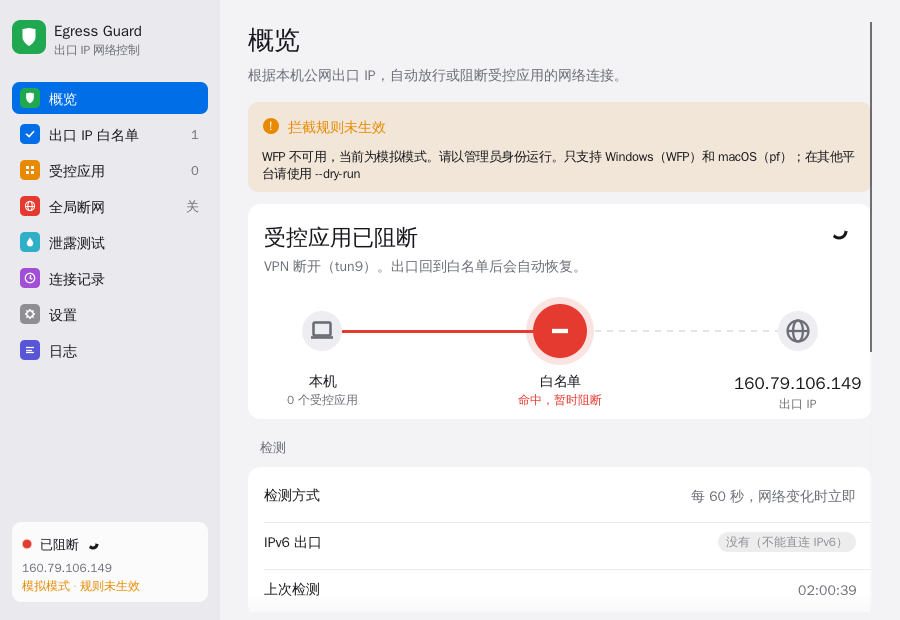 Egress Guard
出口 IP 网络控制
概览
出口 IP 白名单 1
受控应用 0
全局断网 关
泄露测试
连接记录
设置
日志
已阻断
160.79.106.149
模拟模式 · 规则未生效
概览
根据本机公网出口 IP，自动放行或阻断受控应用的网络连接。
拦截规则未生效
WFP 不可用，当前为模拟模式。请以管理员身份运行。只支持 Windows（WFP）和 macOS（pf）；在其他平
台请使用 --dry-run
受控应用已阻断
VPN 断开（tun9）。出口回到白名单后会自动恢复。
本机
0 个受控应用
白名单
命中，暂时阻断
160.79.106.149
出口 IP
检测
检测方式 每 60 秒，网络变化时立即
IPv6 出口 没有（不能直连 IPv6）
上次检测 02:00:39